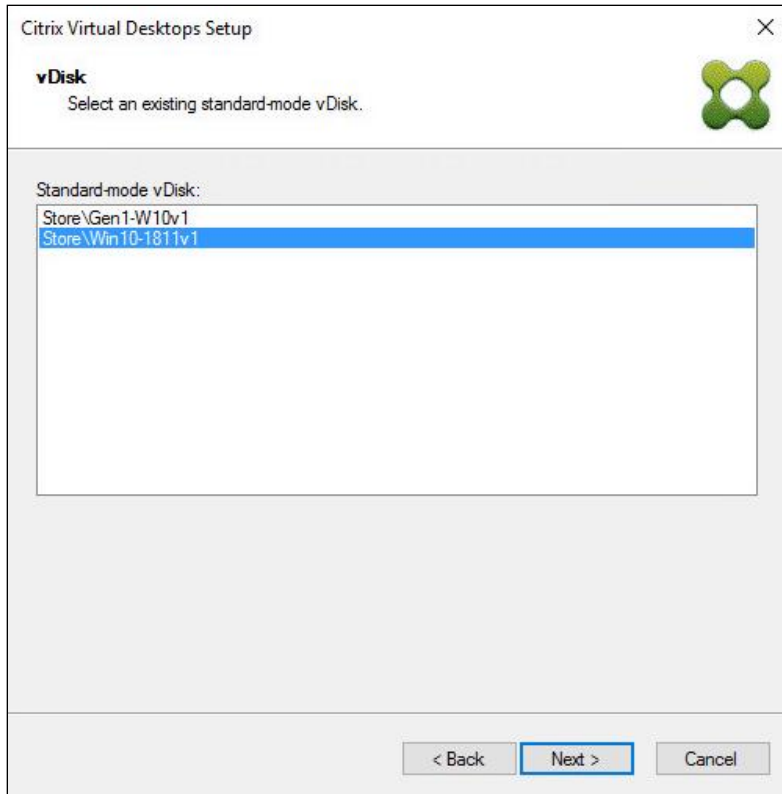 Citrix Virtual Desktops Setup
vDisk
Select an existing standard-mode vDisk.
Standard-mode vDisk:
Store\Gen1-W10v1
Store\Win10-1811v1
< Back
Next >
Cancel